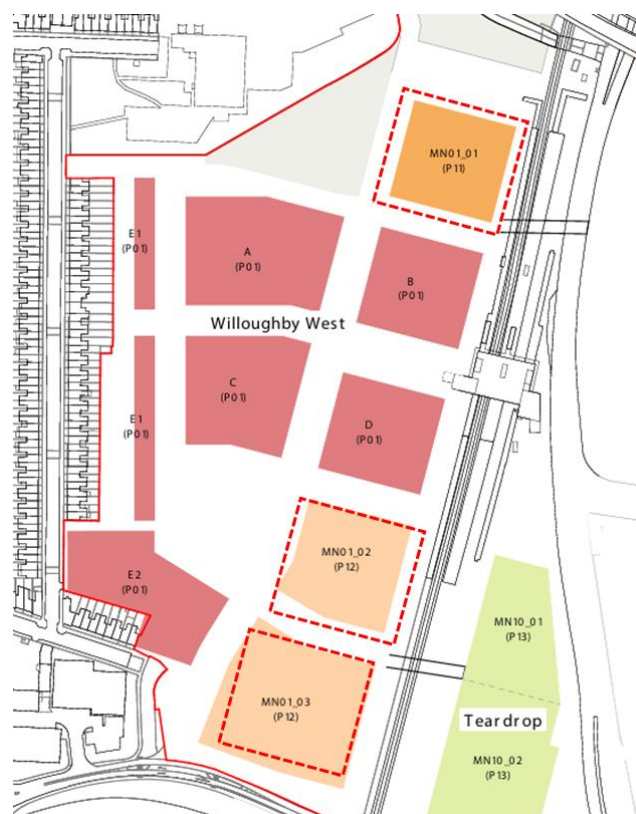 MN01_01
(P11)
E1
(P01)
A
(P01)
B
(P01)
Willoughby West
C
(P01)
E1
(P01)
D
(P01)
MN01_02
(P12)
E2
(P01)
MN10_01
(P13)
MN01_03
(P12)
Teardrop
MN10_02
(P13)